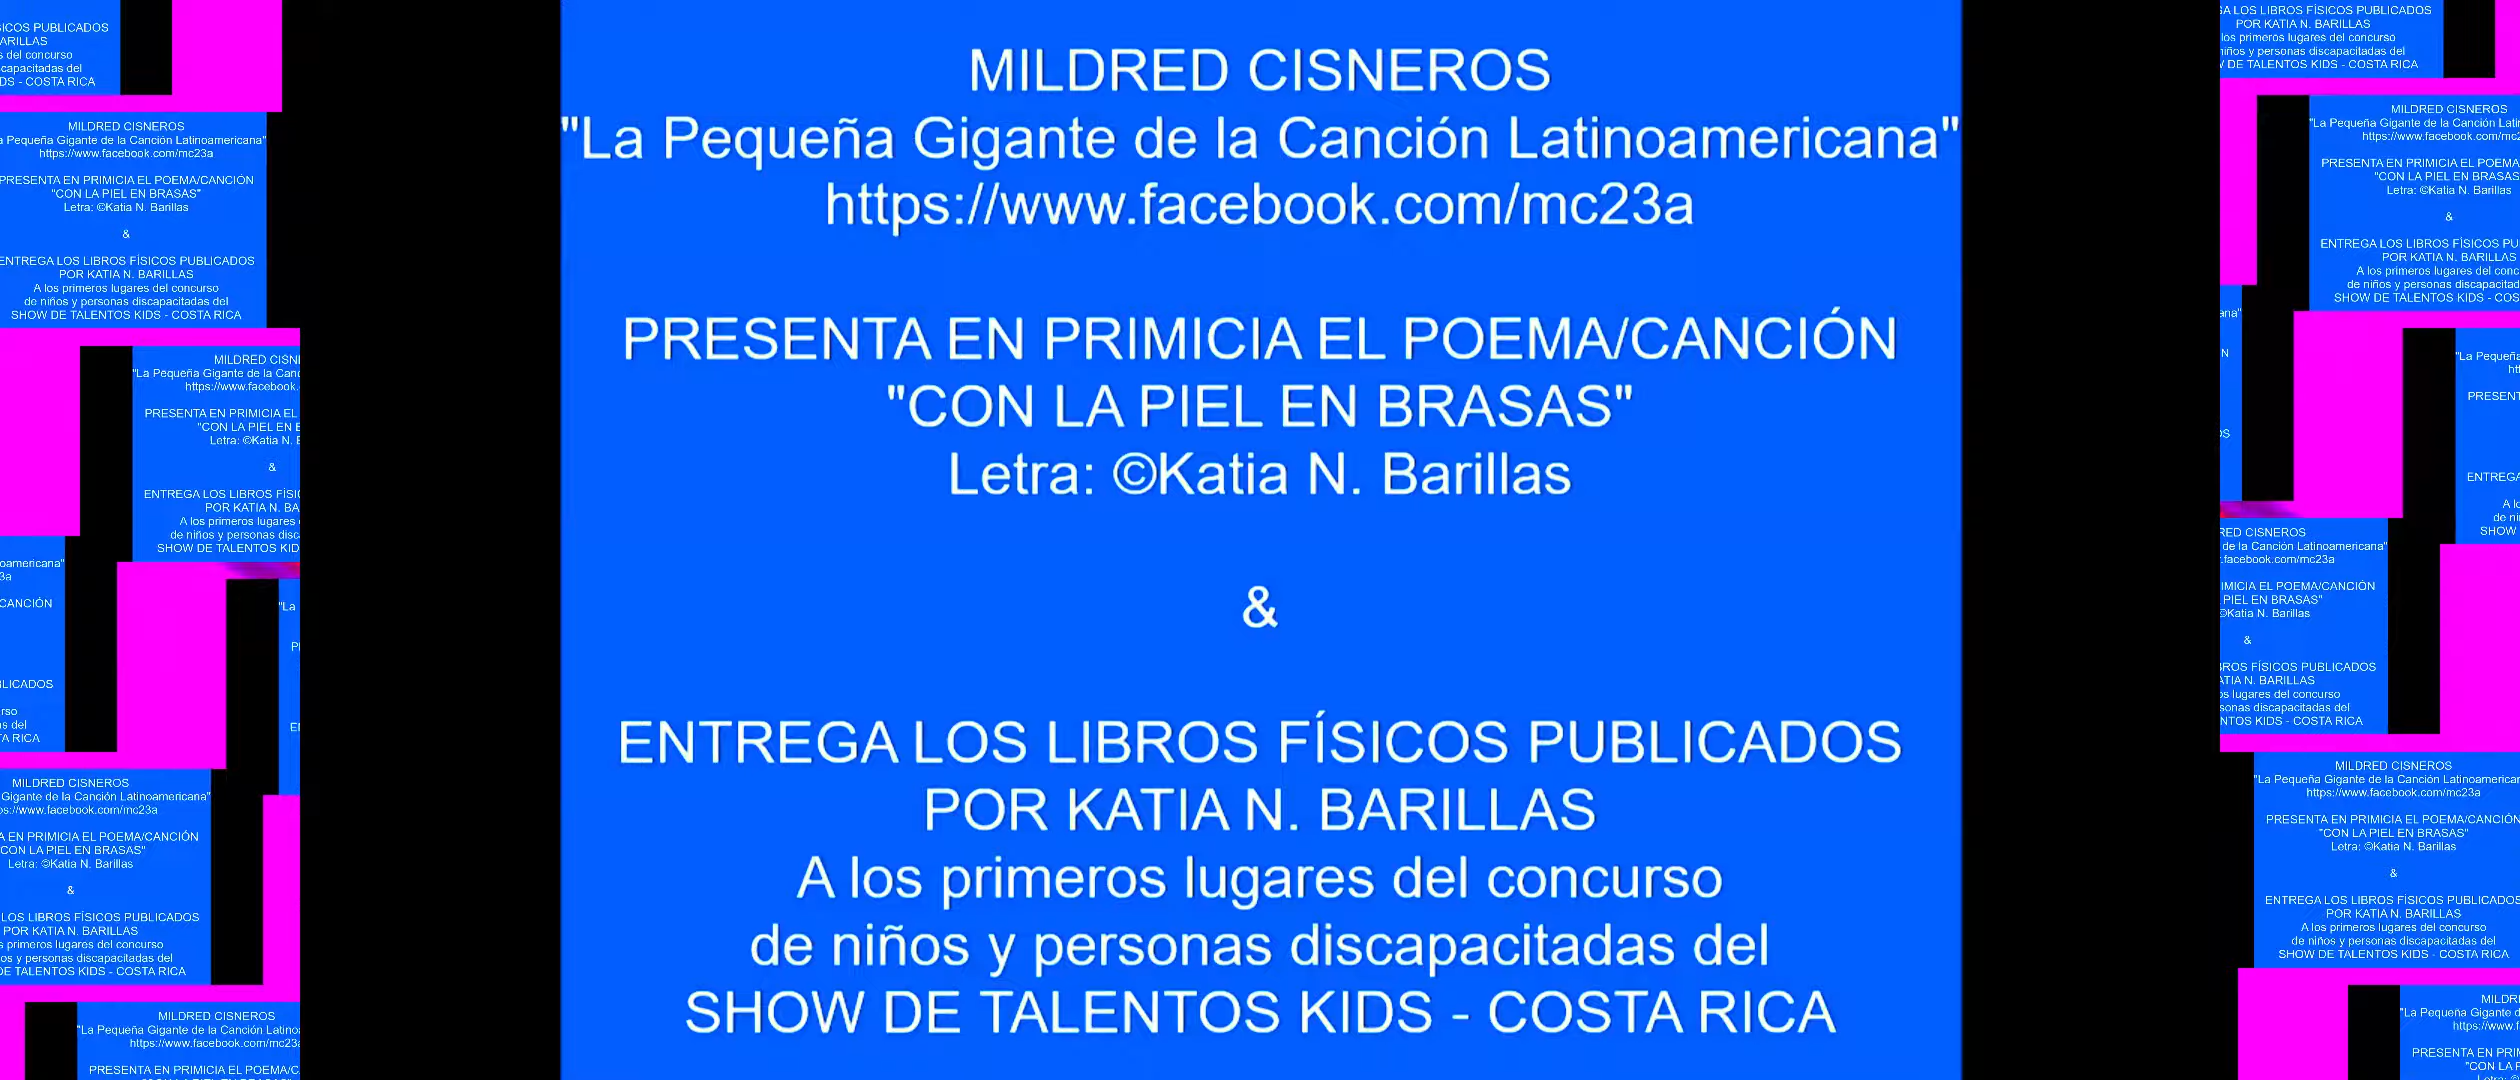 MILDRED CISNEROS
"La Pequeña Gigante de la Canción Latinoamericana"
https://www.facebook.com/mc23a
PRESENTA EN PRIMICIA EL POEMA/CANCIÓN
"CON LA PIEL EN BRASAS"
Letra: ©Katia N. Barillas
&
ENTREGA LOS LIBROS FÍSICOS PUBLICADOS
POR KATIA N. BARILLAS
A los primeros lugares del concurso
de niños y personas discapacitadas del
SHOW DE TALENTOS KIDS - COSTA RICA